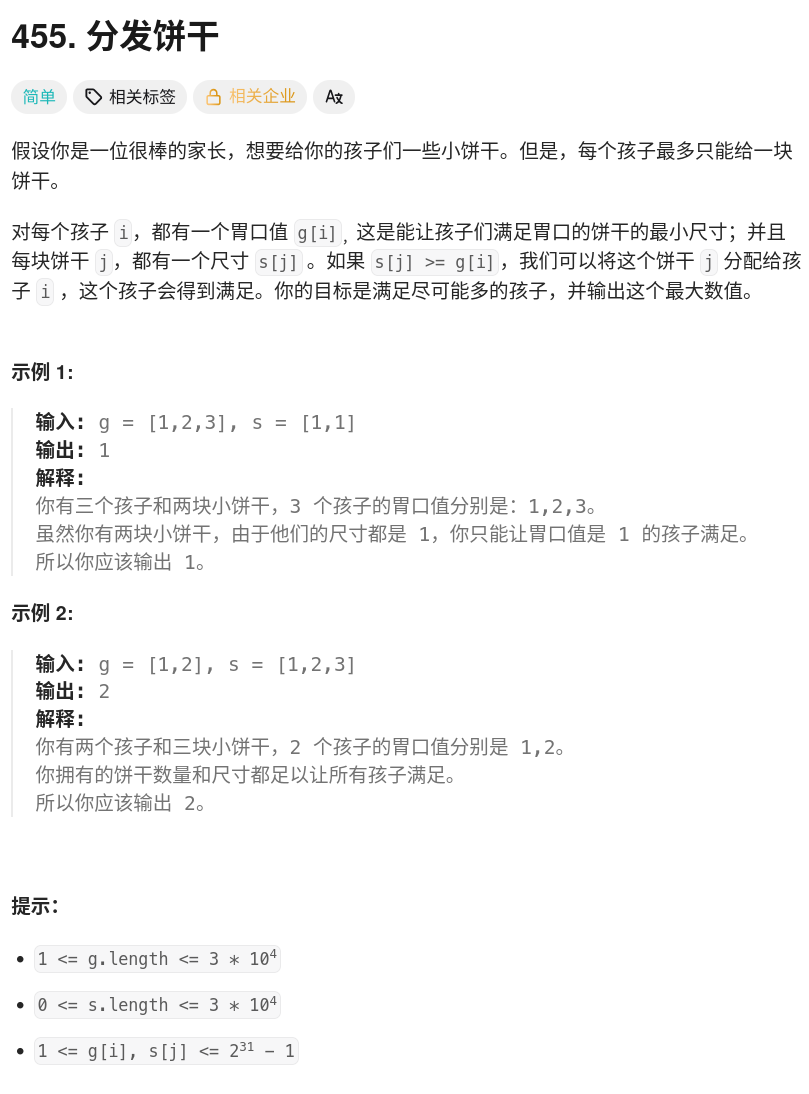 455. 分发饼干
简单 相关标签 相关企业
假设你是一位很棒的家长，想要给你的孩子们一些小饼干。但是，每个孩子最多只能给一块
饼干。
对每个孩子 i，都有一个胃口值 g[i]，这是能让孩子们满足胃口的饼干的最小尺寸；并且
每块饼干 j，都有一个尺寸 s[j] 。如果 s[j] >= g[i]，我们可以将这个饼干 j 分配给孩
子 i ，这个孩子会得到满足。你的目标是满足尽可能多的孩子，并输出这个最大数值。
示例 1:
输入: g = [1,2,3], s = [1,1]
输出: 1
解释:
你有三个孩子和两块小饼干，3 个孩子的胃口值分别是：1,2,3。
虽然你有两块小饼干，由于他们的尺寸都是 1，你只能让胃口值是 1 的孩子满足。
所以你应该输出 1。
示例 2:
输入: g = [1,2], s = [1,2,3]
输出: 2
解释:
你有两个孩子和三块小饼干，2 个孩子的胃口值分别是 1,2。
你拥有的饼干数量和尺寸都足以让所有孩子满足。
所以你应该输出 2。
提示：
• 1 <= g.length <= 3 * 10⁴
• 0 <= s.length <= 3 * 10⁴
• 1 <= g[i], s[j] <= 2³¹ - 1